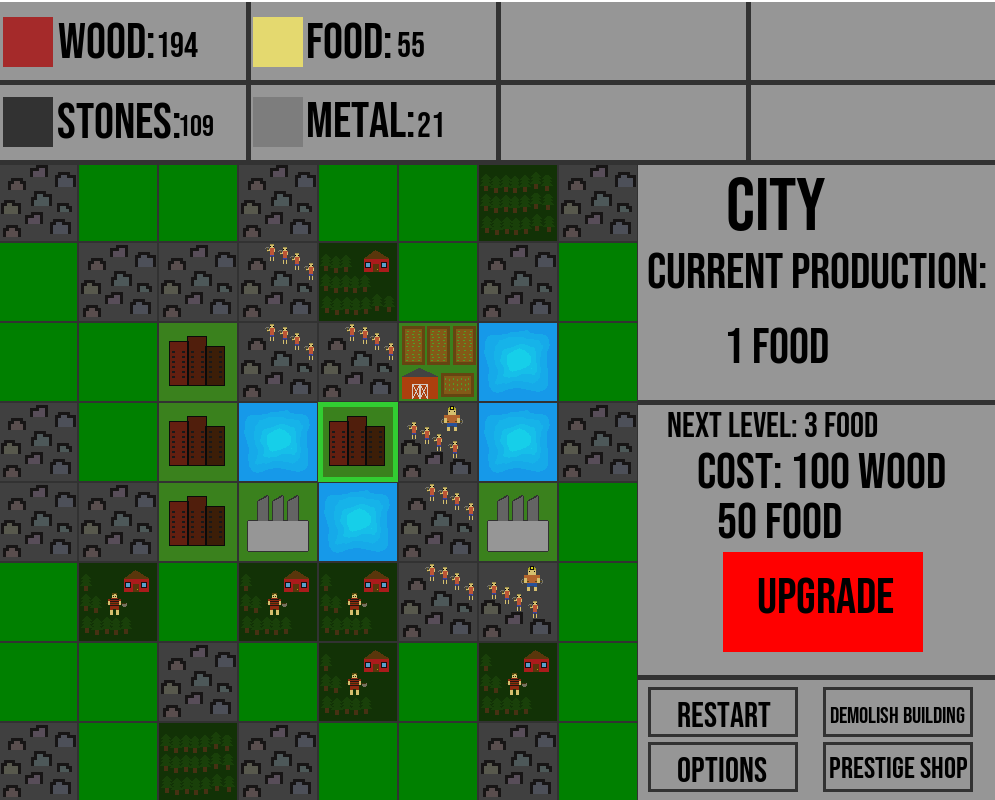 WOOD: 194
FOOD: 55
STONES: 109
METAL: 21
CITY
CURRENT PRODUCTION:
1 FOOD
NEXT LEVEL: 3 FOOD
COST: 100 WOOD
50 FOOD
UPGRADE
RESTART
DEMOLISH BUILDING
OPTIONS
PRESTIGE SHOP